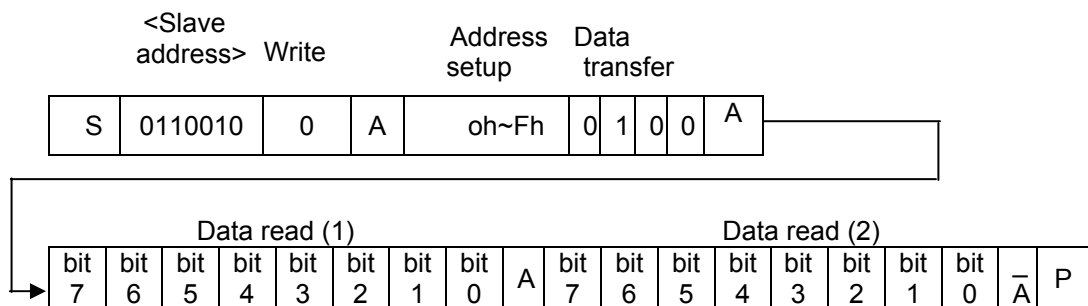 <Slave
address> Write
Address Data
setup transfer
S 0110010 0 A oh~Fh 0 1 0 0 A
Data read (1) Data read (2)
bit bit bit bit bit bit bit bit A bit bit bit bit bit bit bit bit A̅ P
7 6 5 4 3 2 1 0 7 6 5 4 3 2 1 0